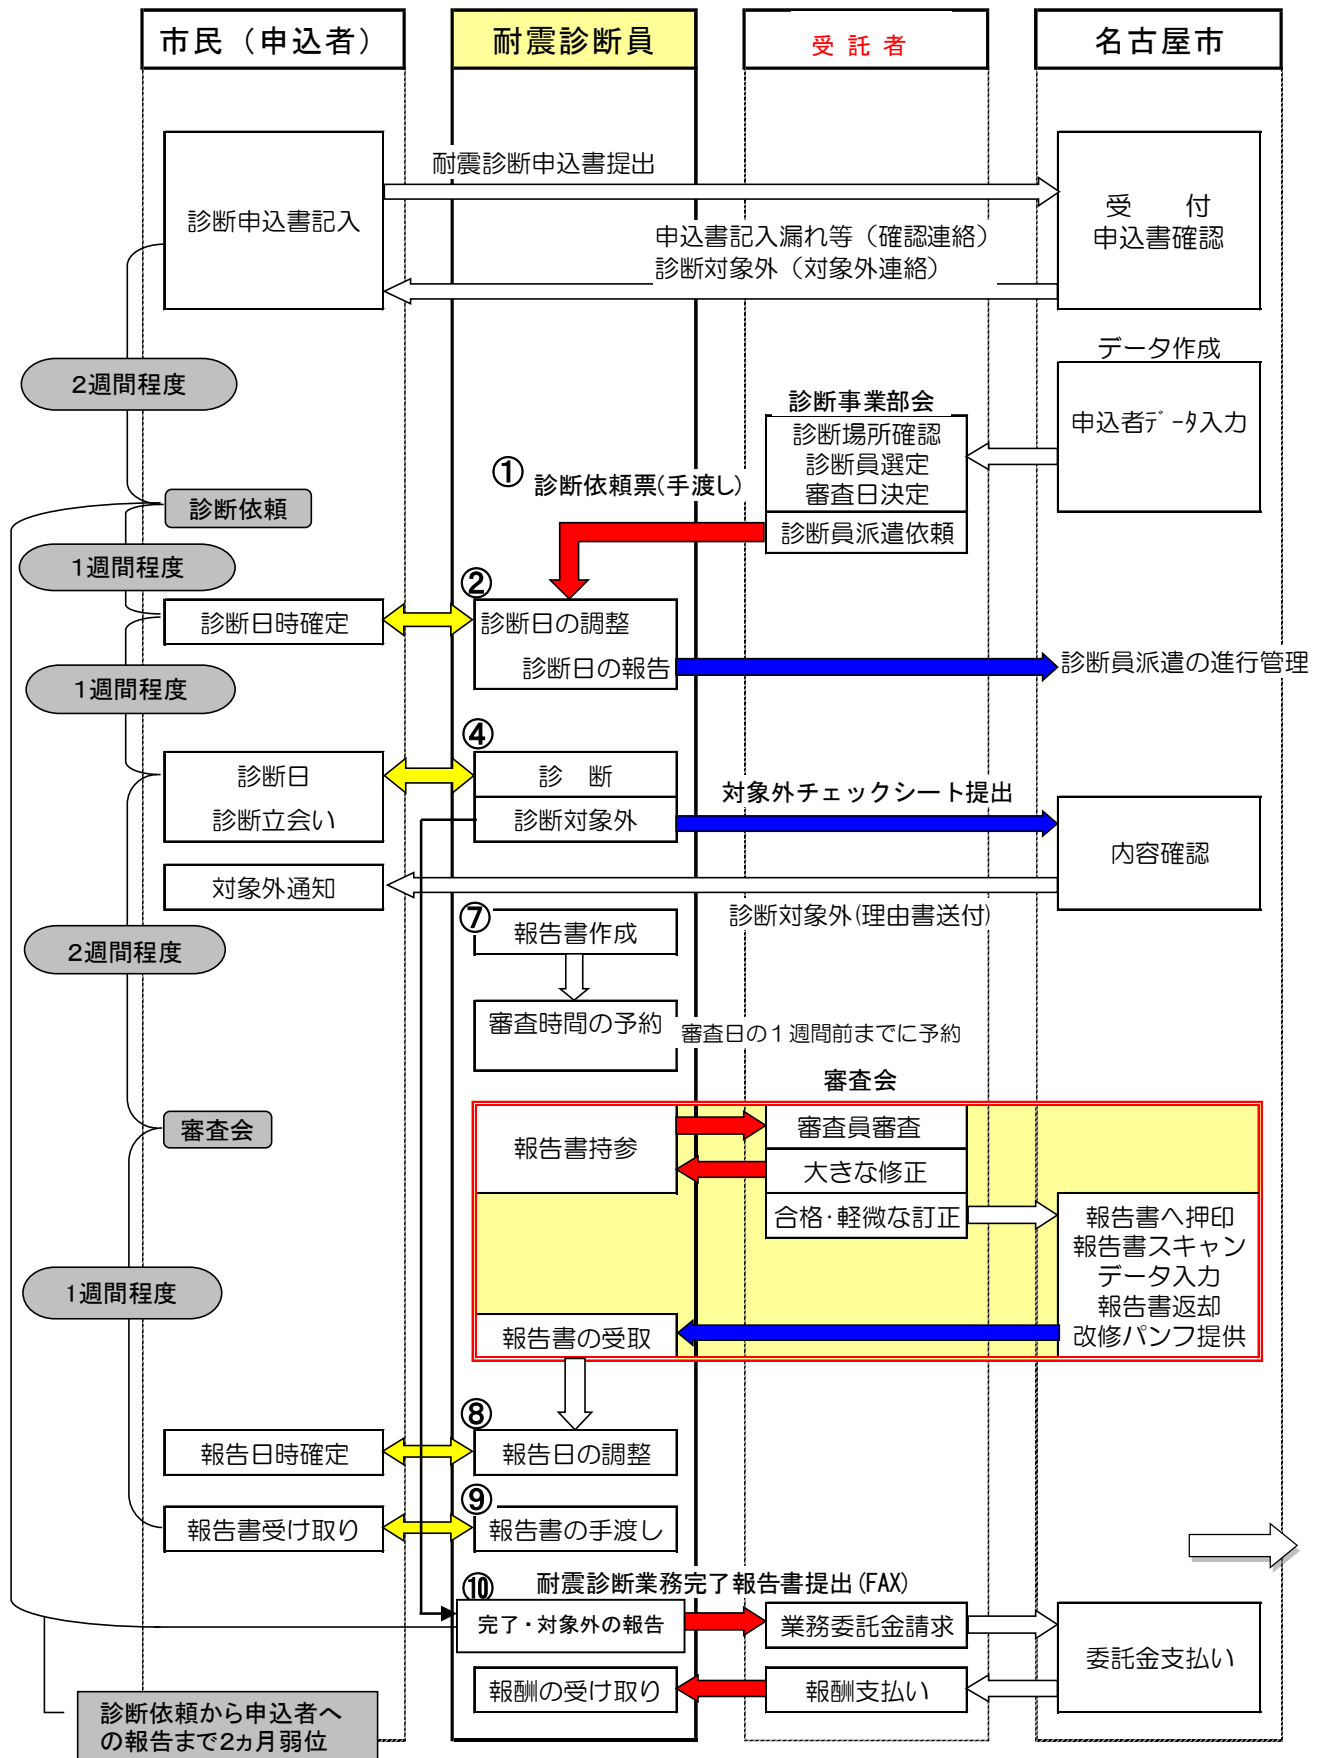 市民（申込者）
耐震診断員
受託者
名古屋市
耐震診断申込書提出
診断申込書記入
受　　付
申込書確認
申込書記入漏れ等（確認連絡）
診断対象外（対象外連絡）
データ作成
2週間程度
診断事業部会
申込者ﾃﾞｰﾀ入力
診断場所確認
診断員選定
審査日決定
①
診断依頼票(手渡し)
診断依頼
診断員派遣依頼
1週間程度
②
診断日時確定
診断日の調整
診断日の報告
診断員派遣の進行管理
1週間程度
④
診断日
診　断
対象外チェックシート提出
診断立会い
診断対象外
内容確認
対象外通知
診断対象外(理由書送付)
⑦
報告書作成
2週間程度
審査時間の予約
審査日の１週間前までに予約
審査会
審査会
報告書持参
審査員審査
大きな修正
合格・軽微な訂正
報告書へ押印
報告書スキャン
データ入力
報告書返却
改修パンフ提供
1週間程度
報告書の受取
⑧
報告日時確定
報告日の調整
⑨
報告書受け取り
報告書の手渡し
⑩
耐震診断業務完了報告書提出(FAX)
完了・対象外の報告
業務委託金請求
委託金支払い
報酬の受け取り
報酬支払い
診断依頼から申込者へ
の報告まで2ヵ月弱位